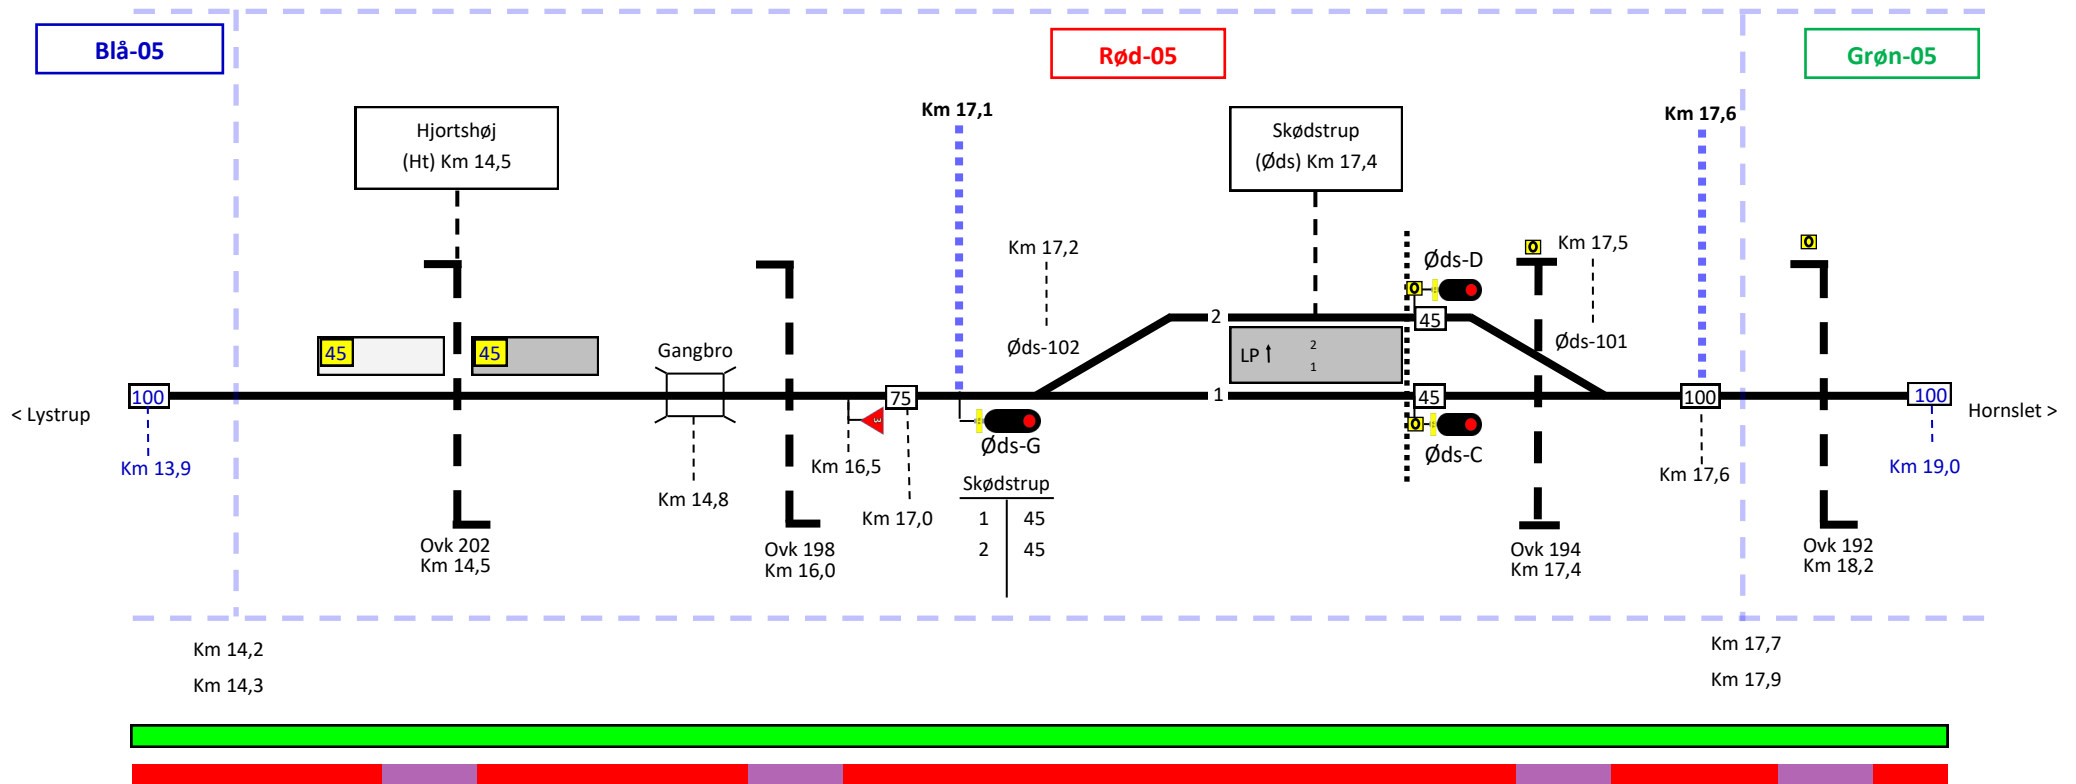 Blå-05
Rød-05
Grøn-05
Hjortshøj
(Ht) Km 14,5
Km 17,1
Skødstrup
(Øds) Km 17,4
Km 17,6
Km 17,2
Øds-D
Km 17,5
45
45
Gangbro
Øds-102
2
45
Øds-101
LP
2
1
100
75
1
45
100
100
< Lystrup
Hornslet >
3
Km 13,9
Km 16,5
Øds-G
Øds-C
Km 17,6
Km 19,0
Km 14,8
Km 17,0
Skødstrup
1 45
2 45
Ovk 202
Km 14,5
Ovk 198
Km 16,0
Ovk 194
Km 17,4
Ovk 192
Km 18,2
Km 14,2
Km 14,3
Km 17,7
Km 17,9
O
O
O
O